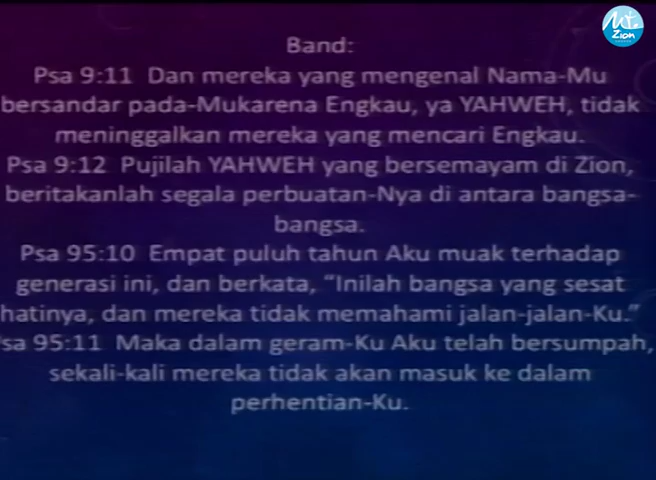 Mt.
Zion
Band:
Psa 9:11 Dan mereka yang mengenal Nama-Mu
bersandar pada-Mukarena Engkau, ya YAHWEH, tidak
meninggalkan mereka yang mencari Engkau.
Psa 9:12 Pujilah YAHWEH yang bersemayam di Zion,
beritakanlah segala perbuatan-Nya di antara bangsa-
bangsa.
Psa 95:10 Empat puluh tahun Aku muak terhadap
generasi ini, dan berkata, “Inilah bangsa yang sesat
hatinya, dan mereka tidak memahami jalan-jalan-Ku.”
sa 95:11 Maka dalam geram-Ku Aku telah bersumpah,
sekali-kali mereka tidak akan masuk ke dalam
perhentian-Ku.